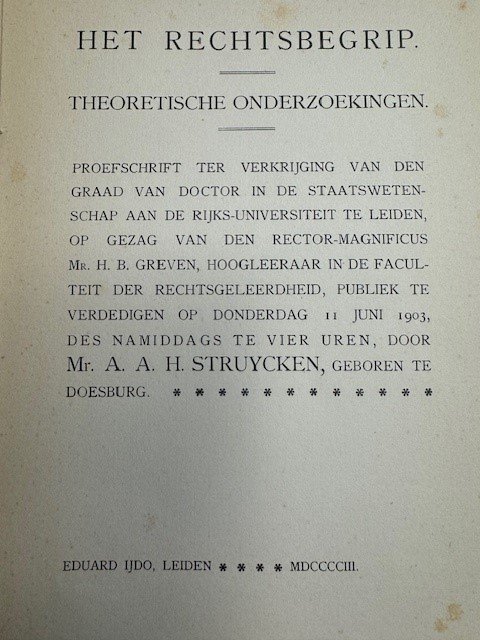 HET RECHTSBEGRIP.
THEORETISCHE ONDERZOEKINGEN.
PROEFSCHRIFT TER VERKRIJGING VAN DEN
GRAAD VAN DOCTOR IN DE STAATSWETEN-
SCHAP AAN DE RIJKS-UNIVERSITEIT TE LEIDEN,
OP GEZAG VAN DEN RECTOR-MAGNIFICUS
Mr. H. B. GREVEN, HOOGLEERAAR IN DE FACUL-
TEIT DER RECHTSGELEERDHEID, PUBLIEK TE
VERDEDIGEN OP DONDERDAG 11 JUNI 1903,
DES NAMIDDAGS TE VIER UREN, DOOR
Mr. A. A. H. STRUYCKEN, GEBOREN TE
DOESBURG. * * * * * * * * * * * *
EDUARD IJDO, LEIDEN * * * * MDCCCCIII.